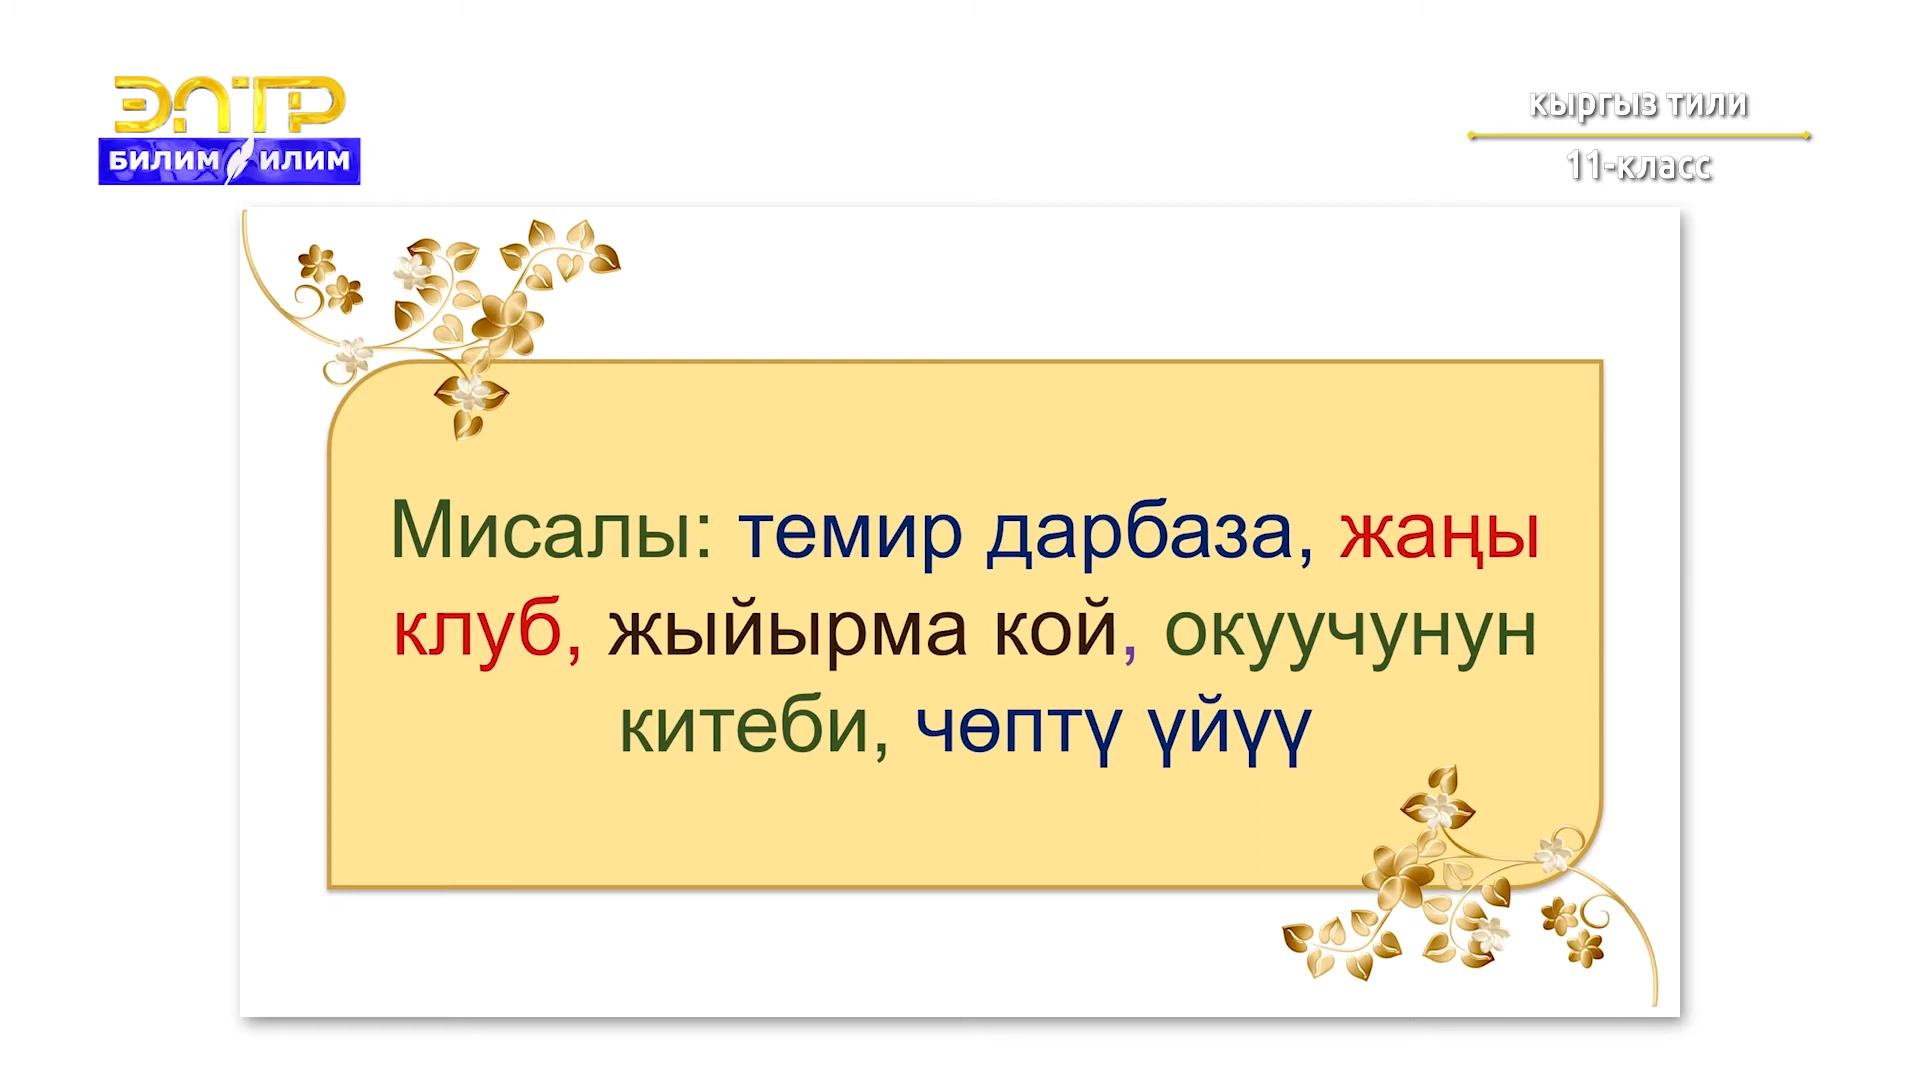 ЭЛТР
БИЛИМ ИЛИМ
кыргыз тили
11-класс
Мисалы: темир дарбаза, жаңы
клуб, жыйырма кой, окуучунун
китеби, чөптү үйүү